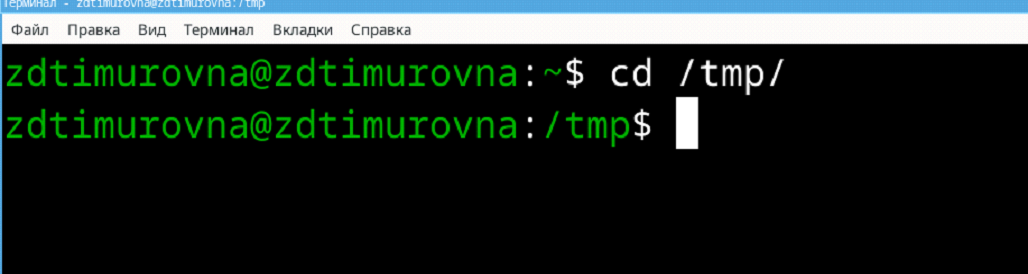 Терминал - zdtimurovna@zdtimurovna:/tmp
Файл Правка Вид Терминал Вкладки Справка
zdtimurovna@zdtimurovna:~$ cd /tmp/
zdtimurovna@zdtimurovna:/tmp$